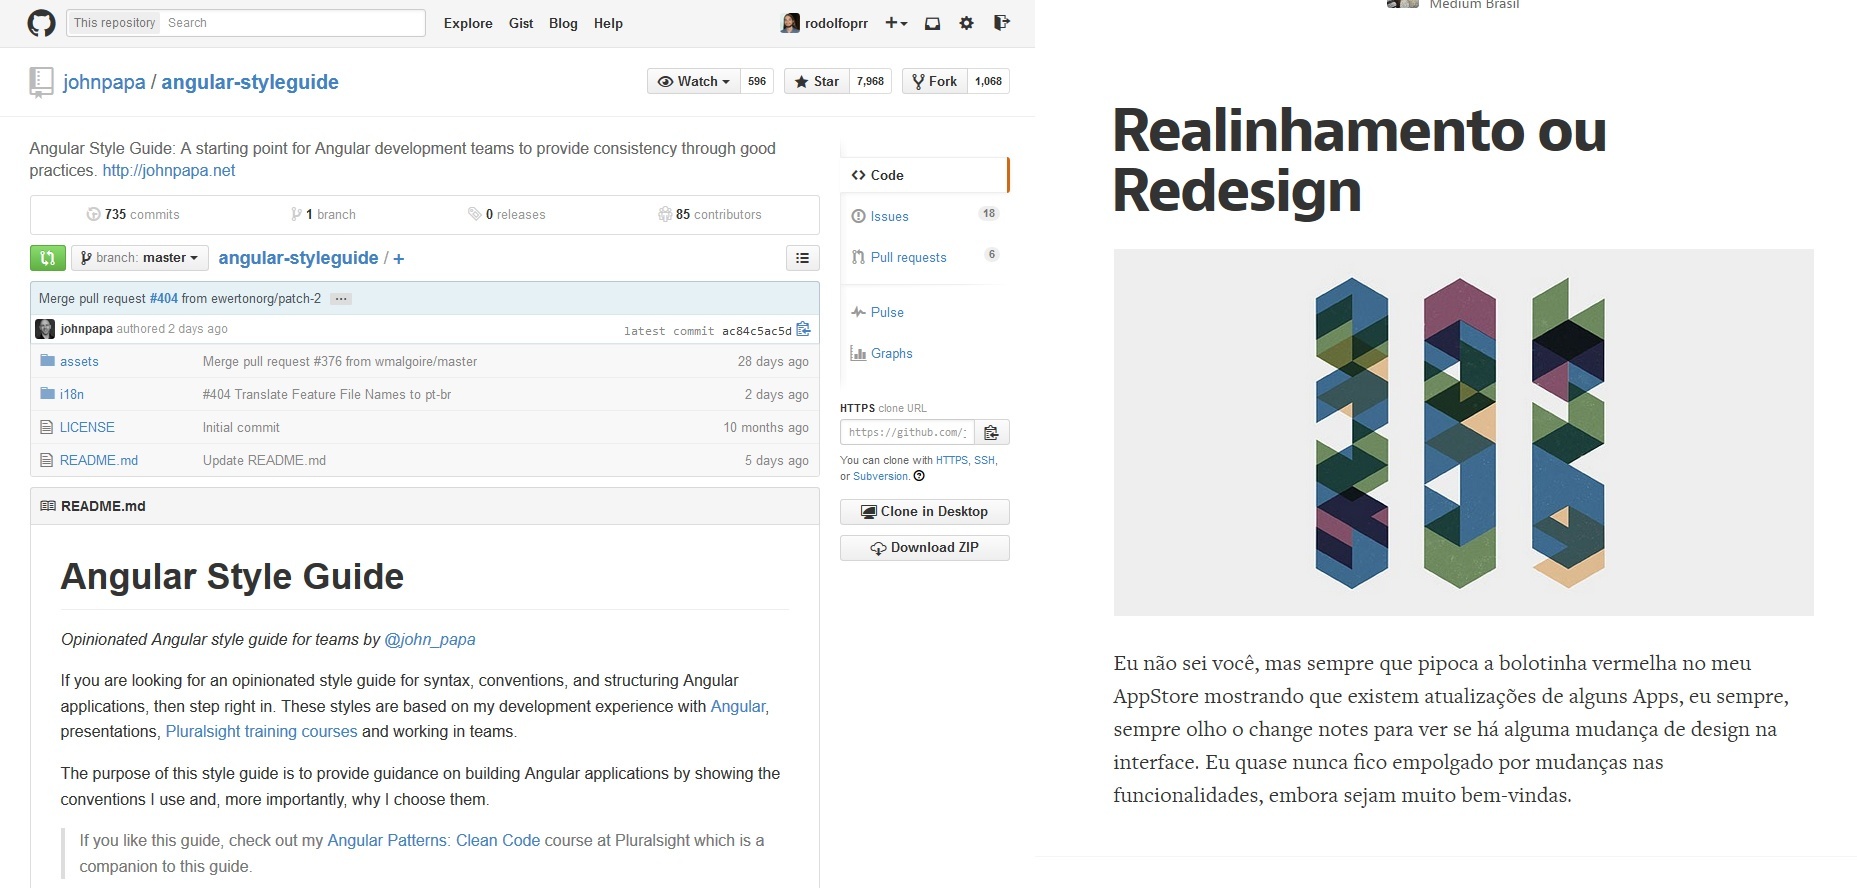 This repository Search Explore Gist Blog Help rodolfoprr
johnpapa / angular-styleguide
Watch 596 Star 7,968 Fork 1,068
Angular Style Guide: A starting point for Angular development teams to provide consistency through good
practices. http://johnpapa.net
735 commits 1 branch 0 releases 85 contributors
branch: master angular-styleguide / +
Merge pull request #404 from ewertonorg/patch-2 ...
johnpapa authored 2 days ago latest commit ac84c5ac5d
assets Merge pull request #376 from wmalgoire/master 28 days ago
i18n #404 Translate Feature File Names to pt-br 2 days ago
LICENSE Initial commit 10 months ago
README.md Update README.md 5 days ago
README.md
Angular Style Guide
Opinionated Angular style guide for teams by @john_papa
If you are looking for an opinionated style guide for syntax, conventions, and structuring Angular
applications, then step right in. These styles are based on my development experience with Angular,
presentations, Pluralsight training courses and working in teams.
The purpose of this style guide is to provide guidance on building Angular applications by showing the
conventions I use and, more importantly, why I choose them.
If you like this guide, check out my Angular Patterns: Clean Code course at Pluralsight which is a
companion to this guide.
Code
Issues 18
Pull requests 6
Pulse
Graphs
HTTPS clone URL
https://github.com/
You can clone with HTTPS, SSH,
or Subversion.
Clone in Desktop
Download ZIP
Medium Brasil
Realinhamento ou
Redesign
Eu não sei você, mas sempre que pipoca a bolotinha vermelha no meu
AppStore mostrando que existem atualizações de alguns Apps, eu sempre,
sempre olho o change notes para ver se há alguma mudança de design na
interface. Eu quase nunca fico empolgado por mudanças nas
funcionalidades, embora sejam muito bem-vindas.